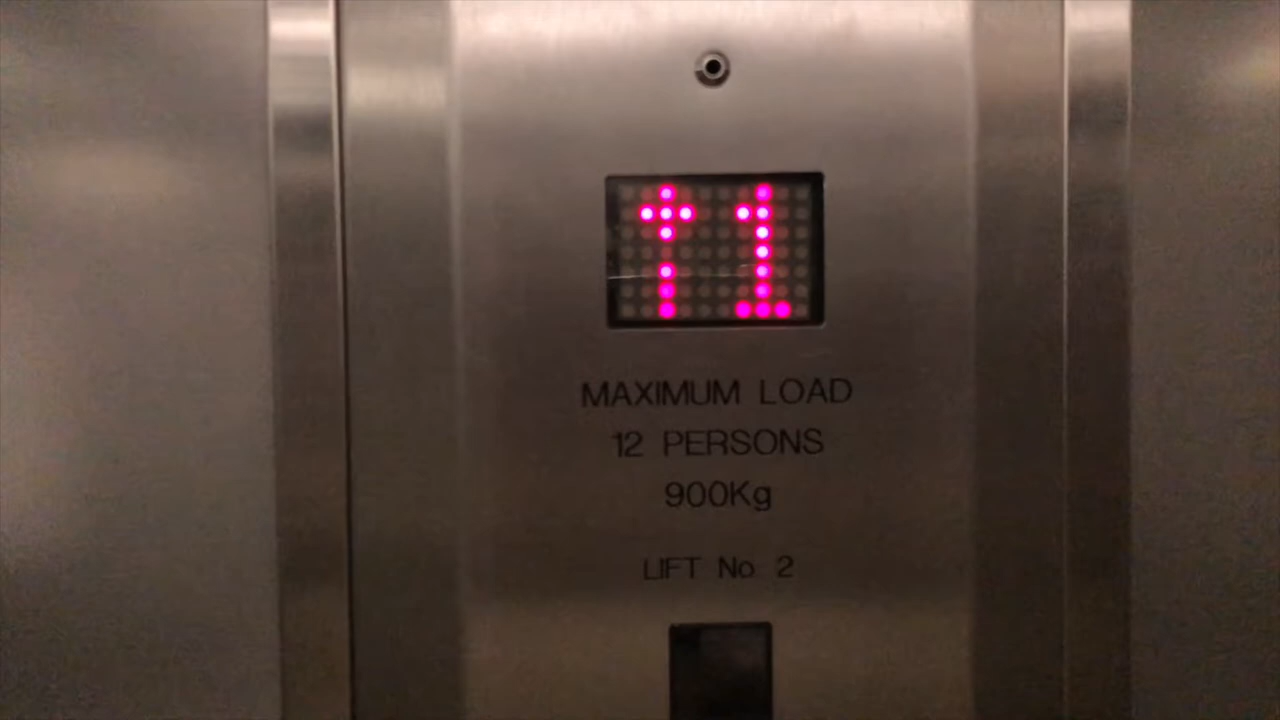 ↑1
MAXIMUM LOAD
12 PERSONS
900Kg
LIFT No 2